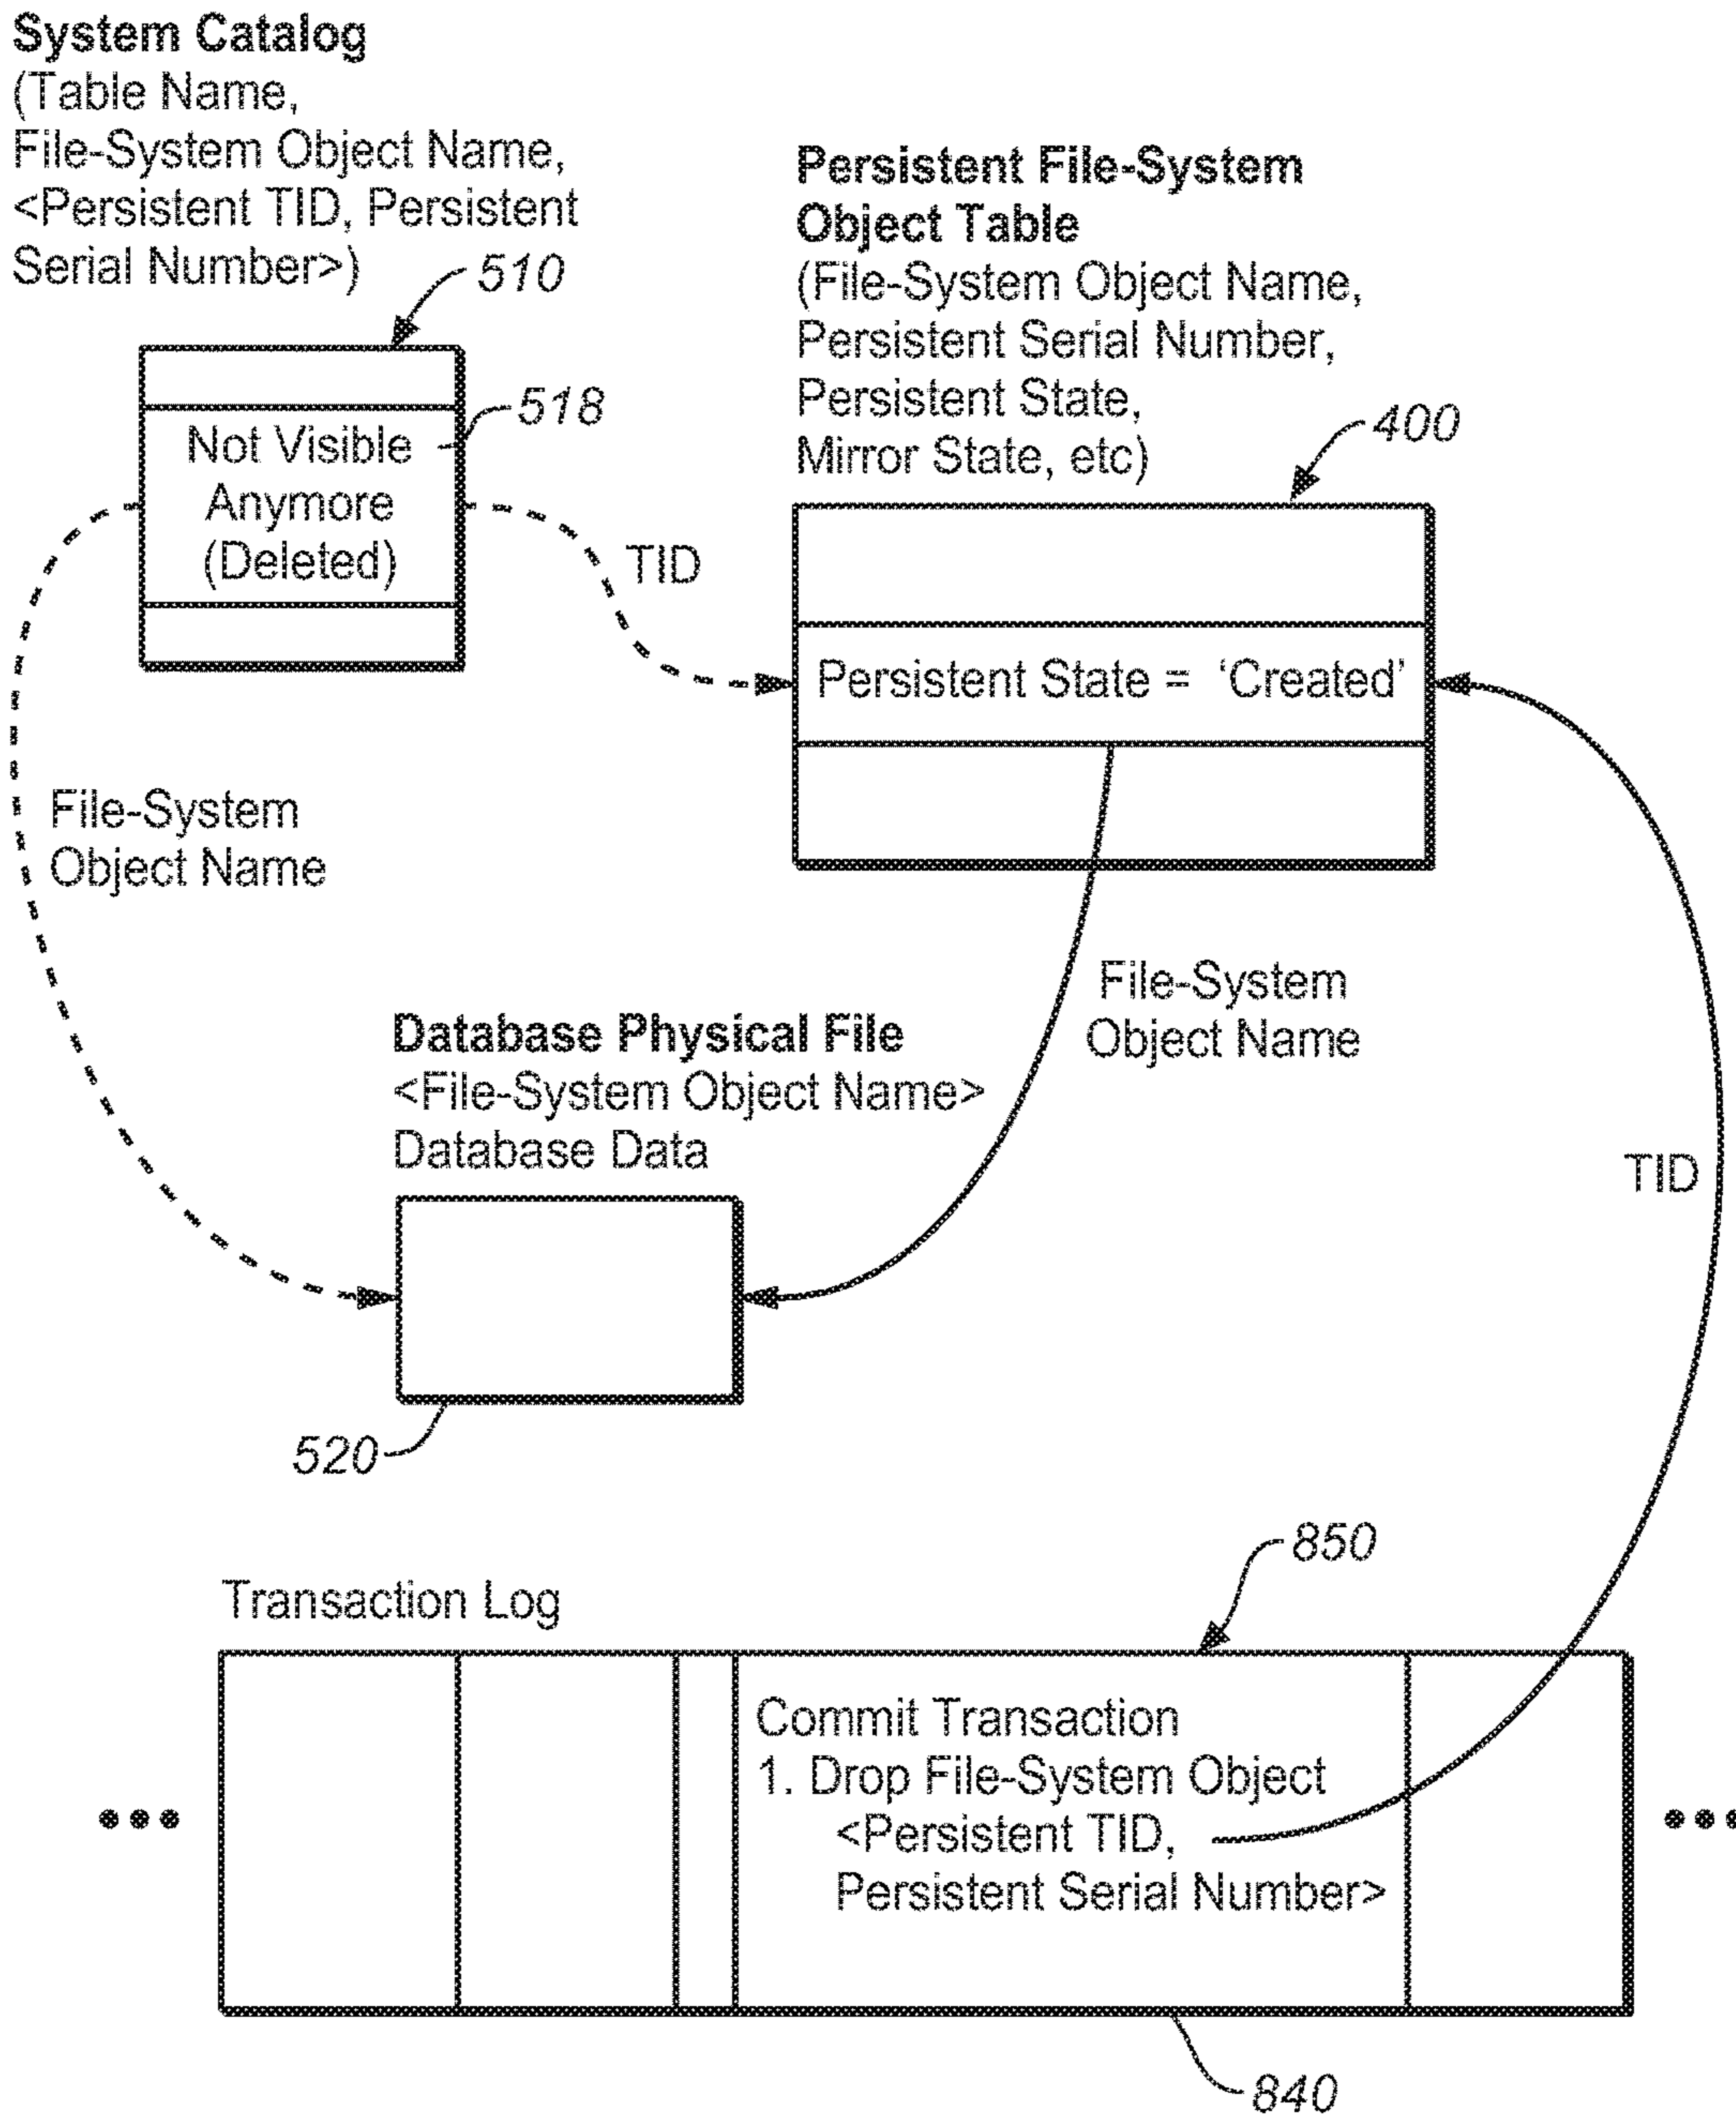 System Catalog
(Table Name,
File-System Object Name,
<Persistent TID, Persistent
Serial Number>)
510
518
Not Visible
Anymore
(Deleted)
TID
Persistent File-System
Object Table
(File-System Object Name,
Persistent Serial Number,
Persistent State,
Mirror State, etc)
400
Persistent State = 'Created'
File-System
Object Name
File-System
Object Name
Database Physical File
<File-System Object Name>
Database Data
520
TID
850
Transaction Log
Commit Transaction
1. Drop File-System Object
<Persistent TID,
Persistent Serial Number>
840